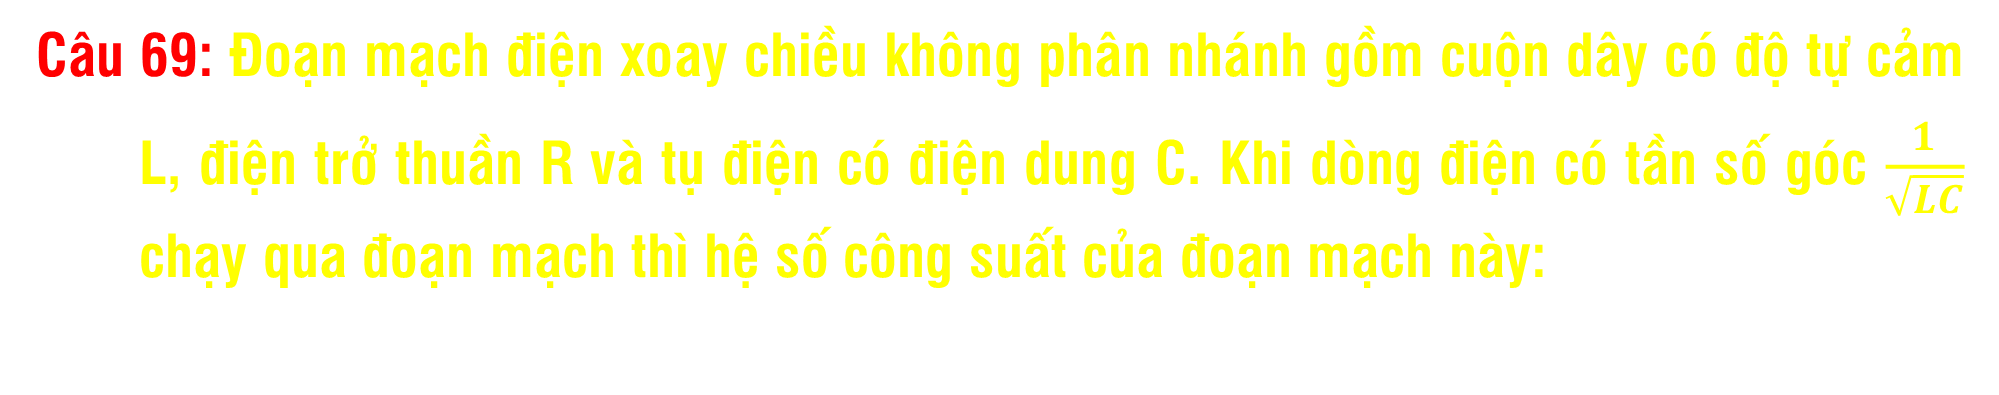 Câu 69: Đoạn mạch điện xoay chiều không phân nhánh gồm cuộn dây có độ tự cảm
L, điện trở thuần R và tụ điện có điện dung C. Khi dòng điện có tần số góc 1/√LC
chạy qua đoạn mạch thì hệ số công suất của đoạn mạch này: